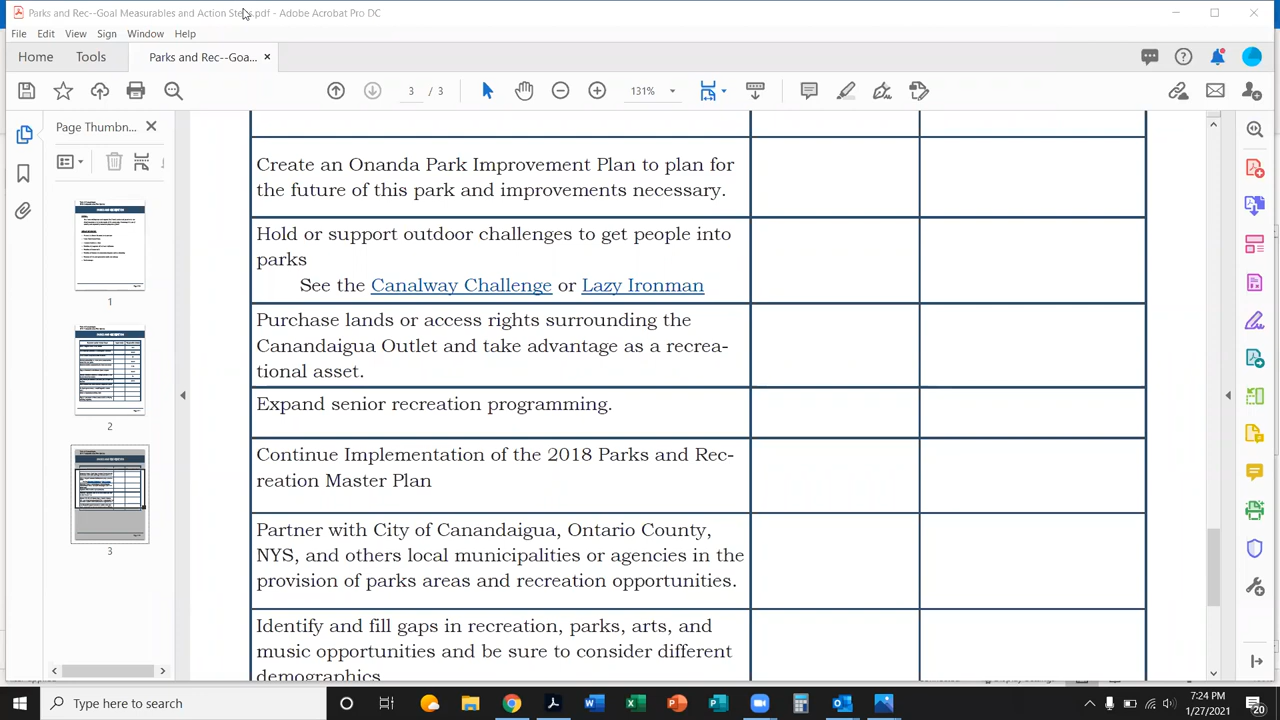 Parks and Rec--Goal Measurables and Action Steps.pdf - Adobe Acrobat Pro DC
File Edit View Sign Window Help
Home Tools Parks and Rec--Goa... ×
3 / 3 131%
Page Thumbn...
Create an Onanda Park Improvement Plan to plan for
the future of this park and improvements necessary.
Hold or support outdoor challenges to get people into
parks
See the Canalway Challenge or Lazy Ironman
Purchase lands or access rights surrounding the
Canandaigua Outlet and take advantage as a recrea-
tional asset.
Expand senior recreation programming.
Continue Implementation of the 2018 Parks and Rec-
reation Master Plan
Partner with City of Canandaigua, Ontario County,
NYS, and others local municipalities or agencies in the
provision of parks areas and recreation opportunities.
Identify and fill gaps in recreation, parks, arts, and
music opportunities and be sure to consider different
demographics
1
2
3
Type here to search
7:24 PM
1/27/2021
20